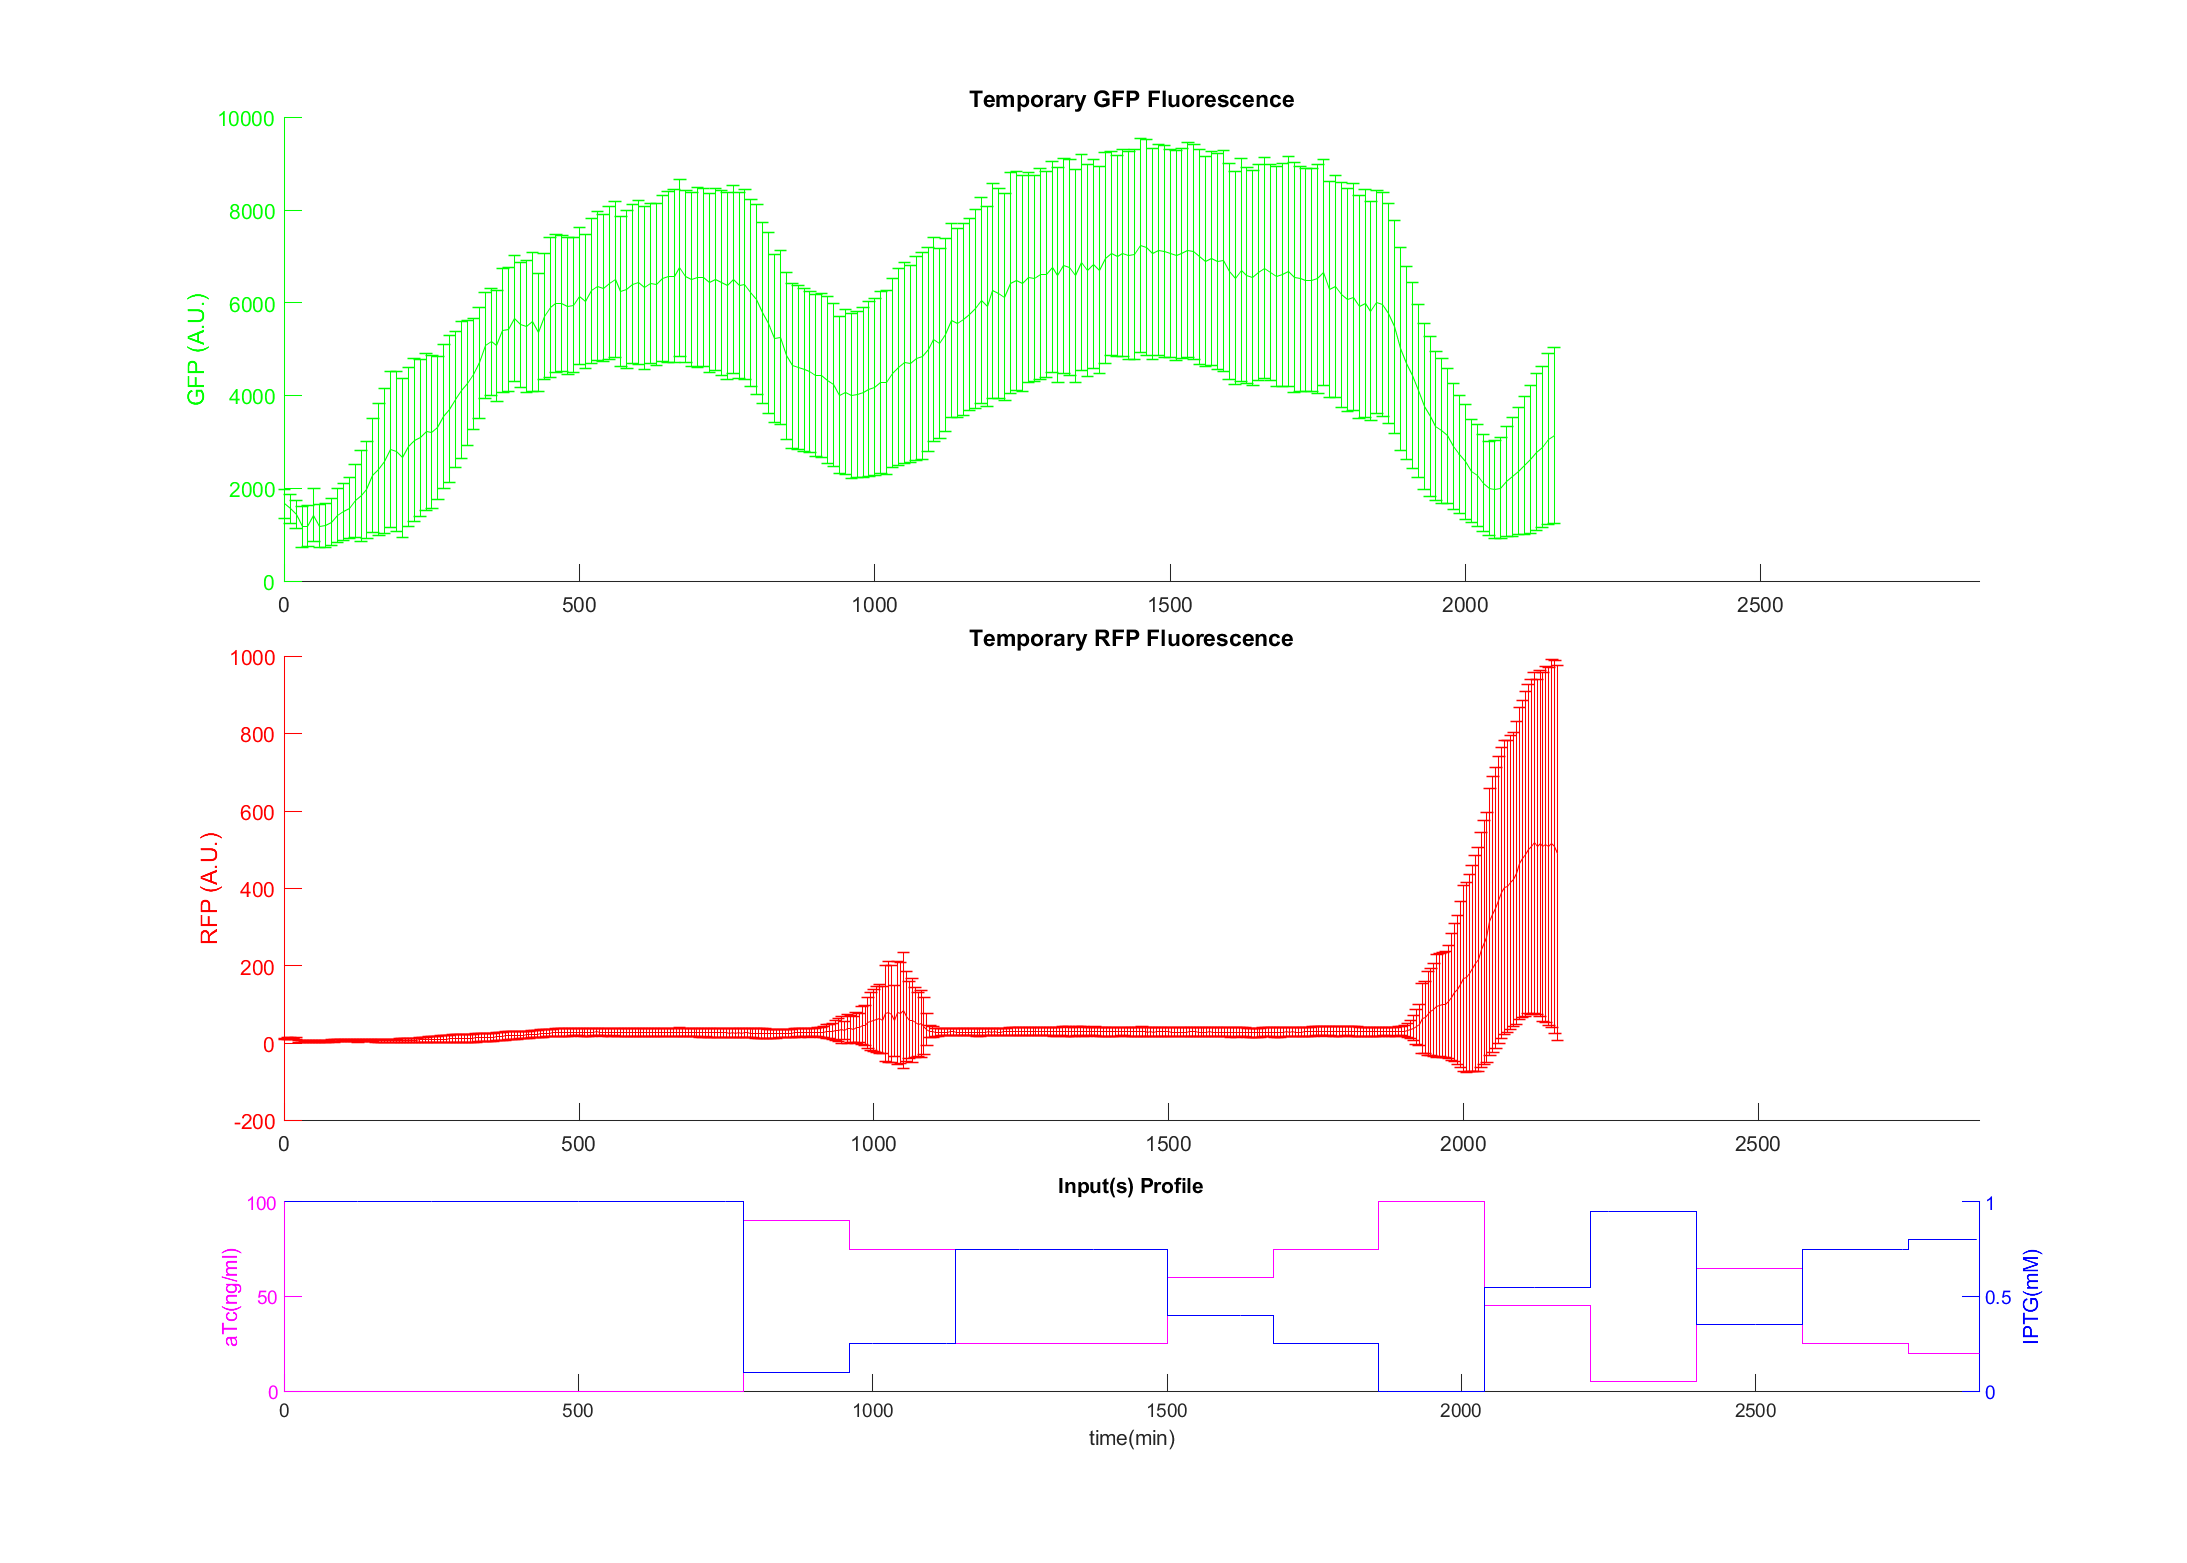 Temporary GFP Fluorescence
10000
8000
6000
4000
2000
0
GFP (A.U.)
0 500 1000 1500 2000 2500
Temporary RFP Fluorescence
1000
800
600
400
200
0
-200
RFP (A.U.)
0 500 1000 1500 2000 2500
Input(s) Profile
100
50
0
aTc(ng/ml)
1
0.5
0
IPTG(mM)
0 500 1000 1500 2000 2500
time(min)